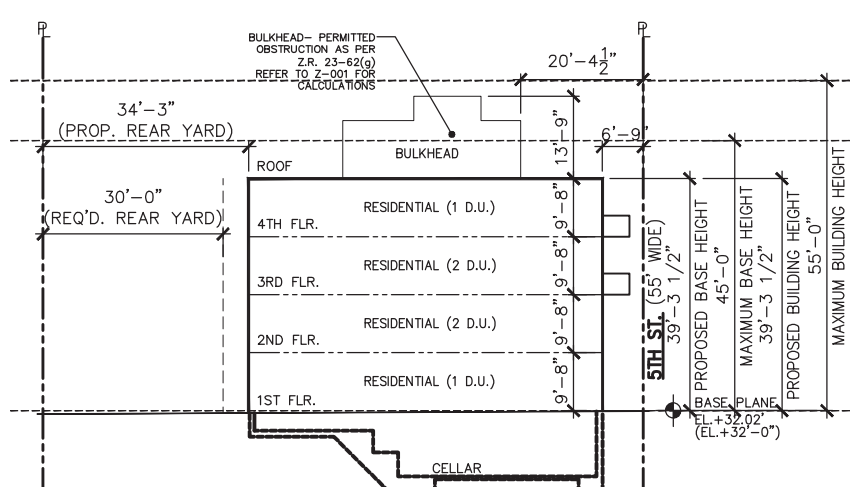 P
P
BULKHEAD- PERMITTED
OBSTRUCTION AS PER
Z.R. 23-62(g)
REFER TO Z-001 FOR
CALCULATIONS
20'-4 1/2"
34'-3"
(PROP. REAR YARD)
13'-9"
6'-9"
BULKHEAD
ROOF
30'-0"
(REQ'D. REAR YARD)
RESIDENTIAL (1 D.U.)
4TH FLR.
9'-8"
RESIDENTIAL (2 D.U.)
3RD FLR.
9'-8"
RESIDENTIAL (2 D.U.)
2ND FLR.
9'-8"
RESIDENTIAL (1 D.U.)
1ST FLR.
9'-8"
5TH ST. (55' WIDE)
39'-3 1/2"
PROPOSED BASE HEIGHT
45'-0"
MAXIMUM BASE HEIGHT
39'-3 1/2"
PROPOSED BUILDING HEIGHT
55'-0"
MAXIMUM BUILDING HEIGHT
BASE PLANE
EL.+32.02'
(EL.+32'-0")
CELLAR